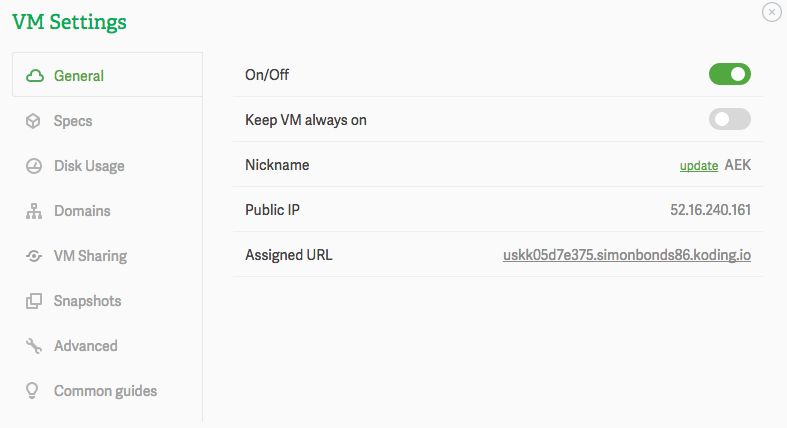 VM Settings
General
Specs
Disk Usage
Domains
VM Sharing
Snapshots
Advanced
Common guides
On/Off
Keep VM always on
Nickname update AEK
Public IP 52.16.240.161
Assigned URL uskk05d7e375.simonbonds86.koding.io